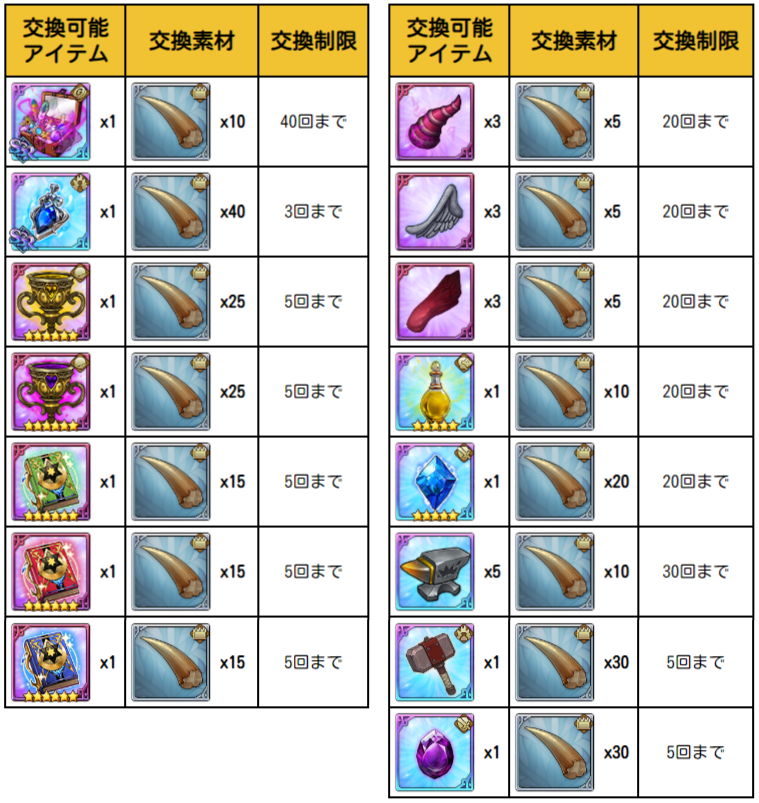 交換可能
アイテム
交換素材
交換制限
x1
x10
40回まで
x1
x40
3回まで
x1
x25
5回まで
x1
x25
5回まで
x1
x15
5回まで
x1
x15
5回まで
x1
x15
5回まで
交換可能
アイテム
交換素材
交換制限
x3
x5
20回まで
x3
x5
20回まで
x3
x5
20回まで
x1
x10
20回まで
x1
x20
20回まで
x5
x10
30回まで
x1
x30
5回まで
x1
x30
5回まで